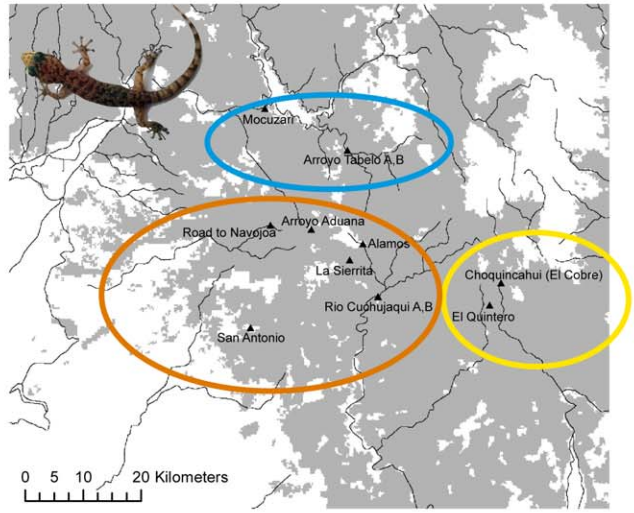 Mocuzari
Arroyo Tabelo A,B
Arroyo Aduana
Road to Navojoa
Alamos
La Sierrita
Choquincahui (El Cobre)
Rio Cuchujaqui A,B
El Quintero
San Antonio
0 5 10 20 Kilometers